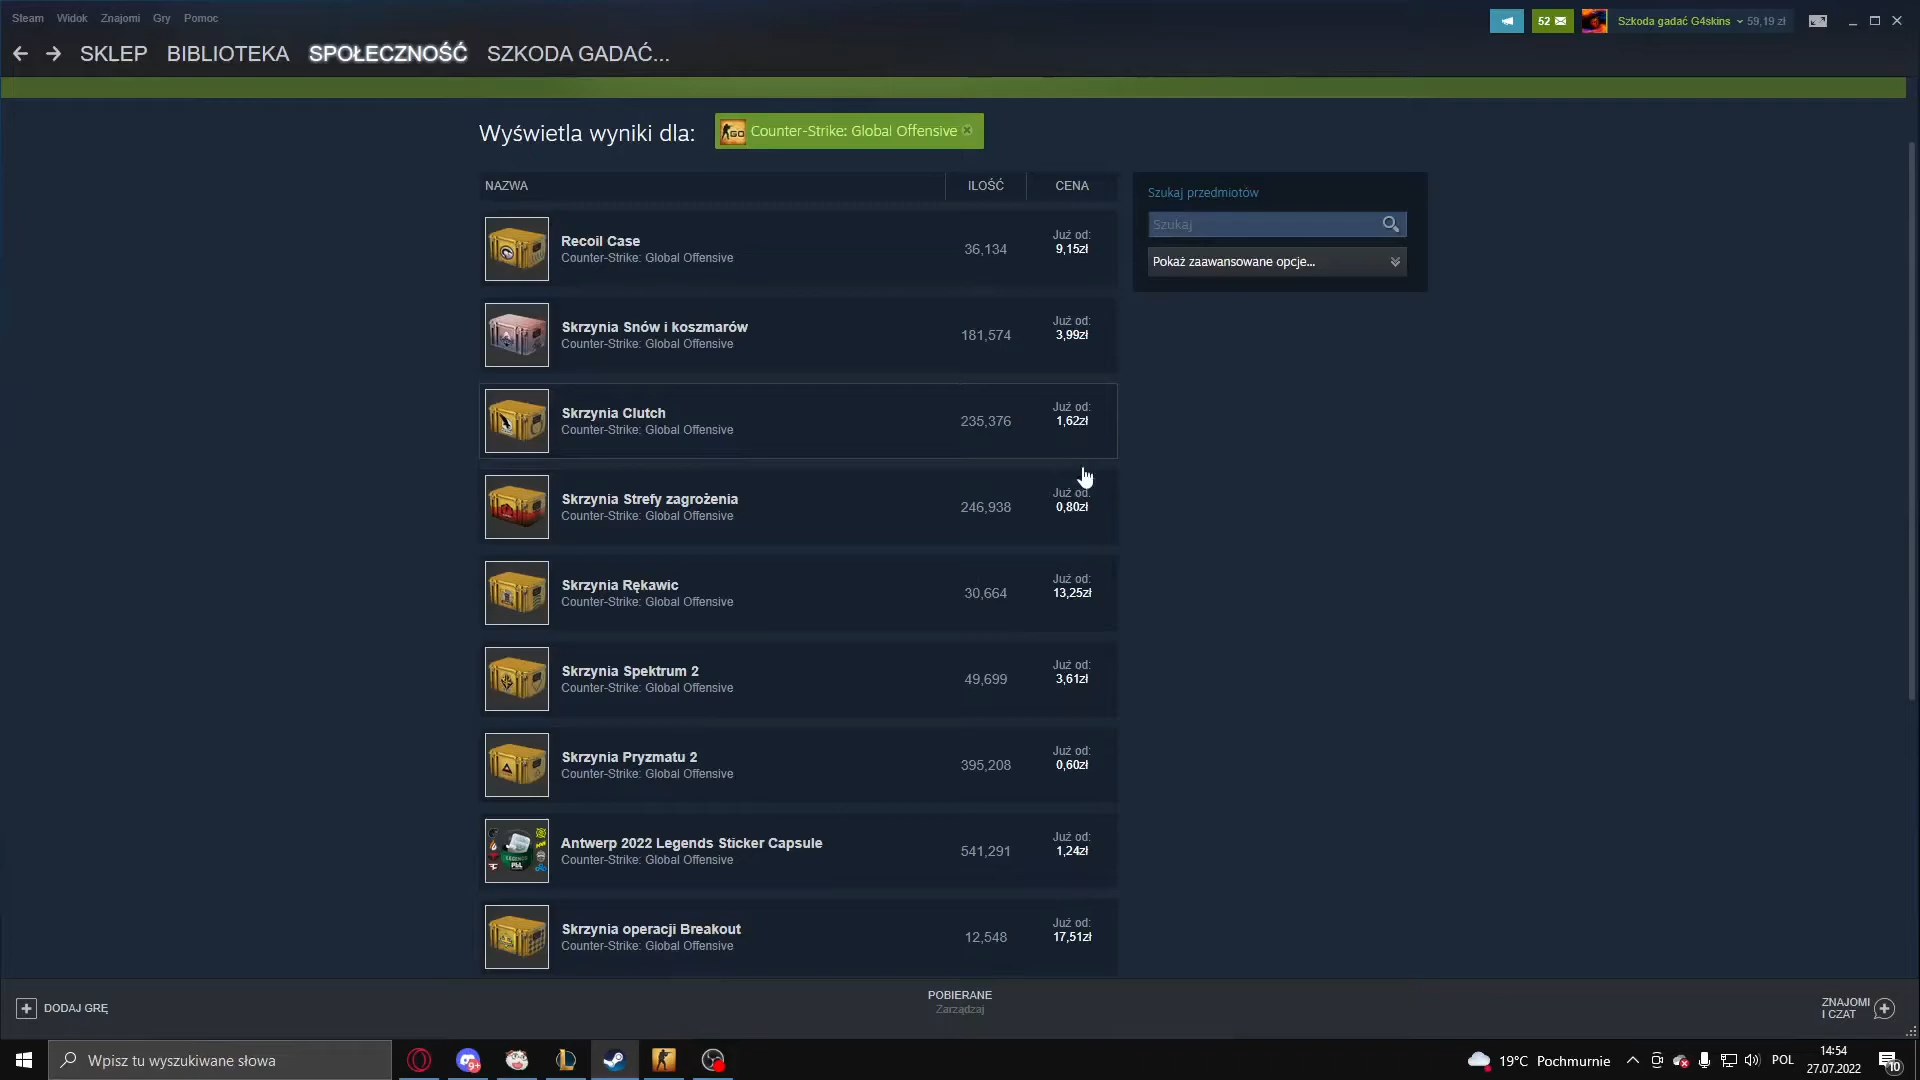 Steam Widok Znajomi Gry Pomoc
52
Szkoda gadać G4skins 59,19 zł
SKLEP BIBLIOTEKA SPOŁECZNOŚĆ SZKODA GADAĆ...
Wyświetla wyniki dla:
Counter-Strike: Global Offensive
NAZWA ILOŚĆ CENA
Recoil Case
Counter-Strike: Global Offensive
36,134
Już od:
9,15zł
Skrzynia Snów i koszmarów
Counter-Strike: Global Offensive
181,574
Już od:
3,99zł
Skrzynia Clutch
Counter-Strike: Global Offensive
235,376
Już od:
1,62zł
Skrzynia Strefy zagrożenia
Counter-Strike: Global Offensive
246,938
Już od:
0,80zł
Skrzynia Rękawic
Counter-Strike: Global Offensive
30,664
Już od:
13,25zł
Skrzynia Spektrum 2
Counter-Strike: Global Offensive
49,699
Już od:
3,61zł
Skrzynia Pryzmatu 2
Counter-Strike: Global Offensive
395,208
Już od:
0,60zł
Antwerp 2022 Legends Sticker Capsule
Counter-Strike: Global Offensive
541,291
Już od:
1,24zł
Skrzynia operacji Breakout
Counter-Strike: Global Offensive
12,548
Już od:
17,51zł
Szukaj przedmiotów
Szukaj
Pokaż zaawansowane opcje...
DODAJ GRĘ
POBIERANE
Zarządzaj
ZNAJOMI
I CZAT
Wpisz tu wyszukiwane słowa
19°C Pochmurnie
POL
14:54
27.07.2022
10